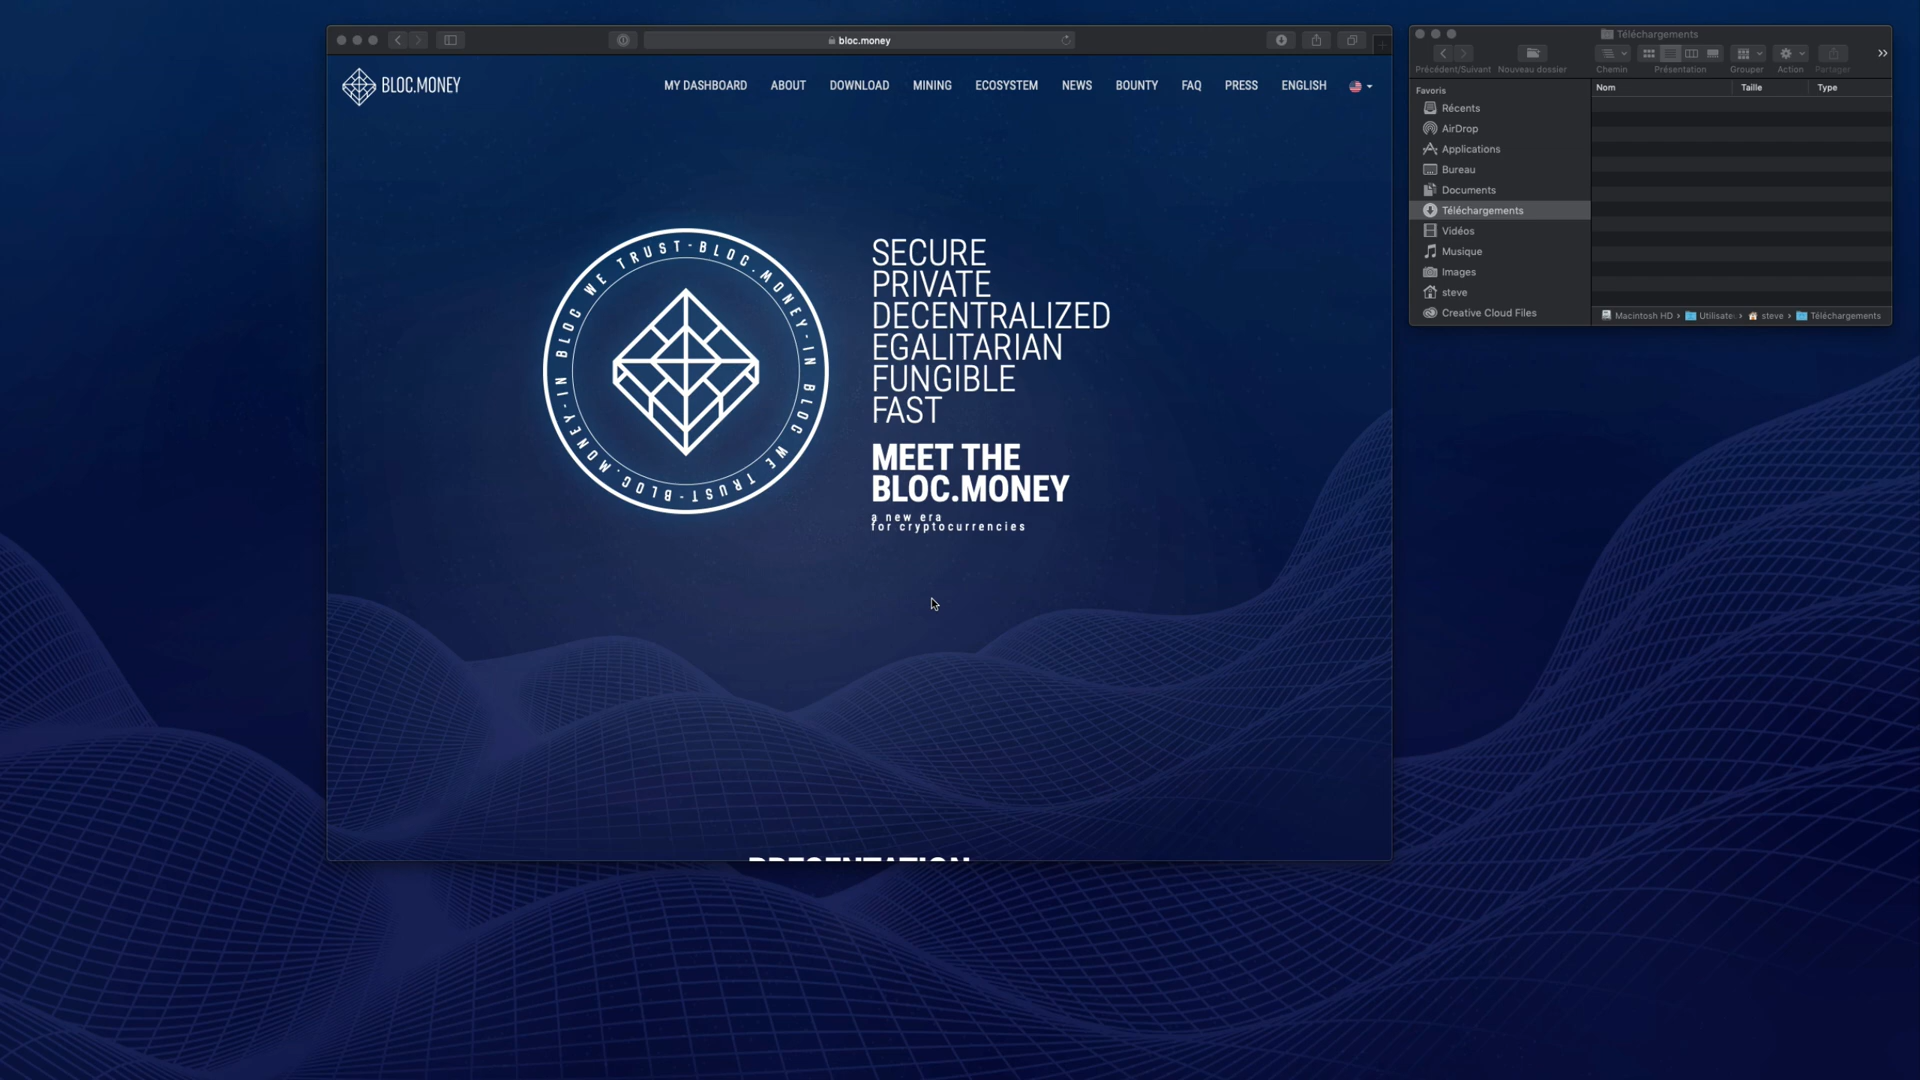 bloc.money
BLOC.MONEY
MY DASHBOARD
ABOUT
DOWNLOAD
MINING
ECOSYSTEM
NEWS
BOUNTY
FAQ
PRESS
ENGLISH
IN BLOC WE TRUST-BLOC.MONEY-IN BLOC WE TRUST-BLOC.MONEY-
SECURE
PRIVATE
DECENTRALIZED
EGALITARIAN
FUNGIBLE
FAST
MEET THE
BLOC.MONEY
a new era
for cryptocurrencies
PRESENTATION
Téléchargements
Précédent/Suivant
Nouveau dossier
Chemin
Présentation
Grouper
Action
Partager
Favoris
Récents
AirDrop
Applications
Bureau
Documents
Téléchargements
Vidéos
Musique
Images
steve
Creative Cloud Files
Nom
Taille
Type
Macintosh HD › Utilisate › steve › Téléchargements